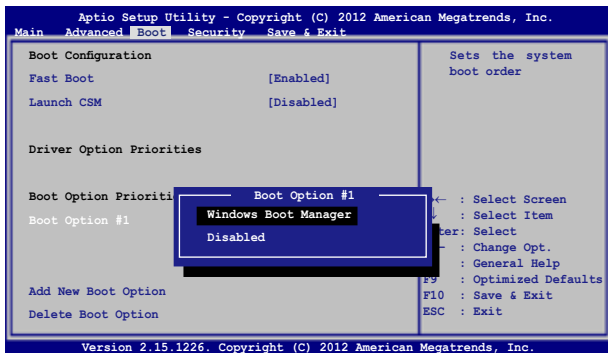 Aptio Setup Utility - Copyright (C) 2012 American Megatrends, Inc.
Main Advanced Boot Security Save & Exit
Boot Configuration
Fast Boot [Enabled]
Launch CSM [Disabled]
Driver Option Priorities
Boot Option Prioriti
Boot Option #1
Add New Boot Option
Delete Boot Option
Boot Option #1
Windows Boot Manager
Disabled
Sets the system
boot order
→← : Select Screen
↓ : Select Item
ter: Select
— : Change Opt.
: General Help
F9 : Optimized Defaults
F10 : Save & Exit
ESC : Exit
Version 2.15.1226. Copyright (C) 2012 American Megatrends, Inc.